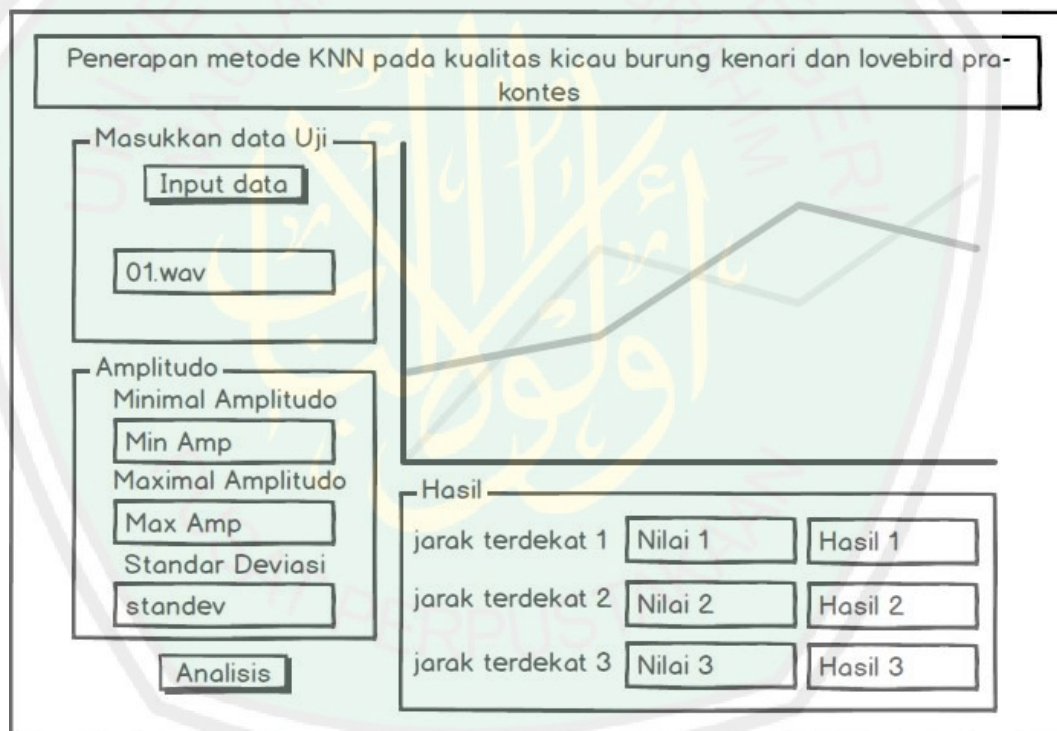 Penerapan metode KNN pada kualitas kicau burung kenari dan lovebird pra-
kontes
Masukkan data Uji
Input data
01.wav
Amplitudo
Minimal Amplitudo
Min Amp
Maximal Amplitudo
Max Amp
Standar Deviasi
standev
Analisis
Hasil
jarak terdekat 1 Nilai 1 Hasil 1
jarak terdekat 2 Nilai 2 Hasil 2
jarak terdekat 3 Nilai 3 Hasil 3